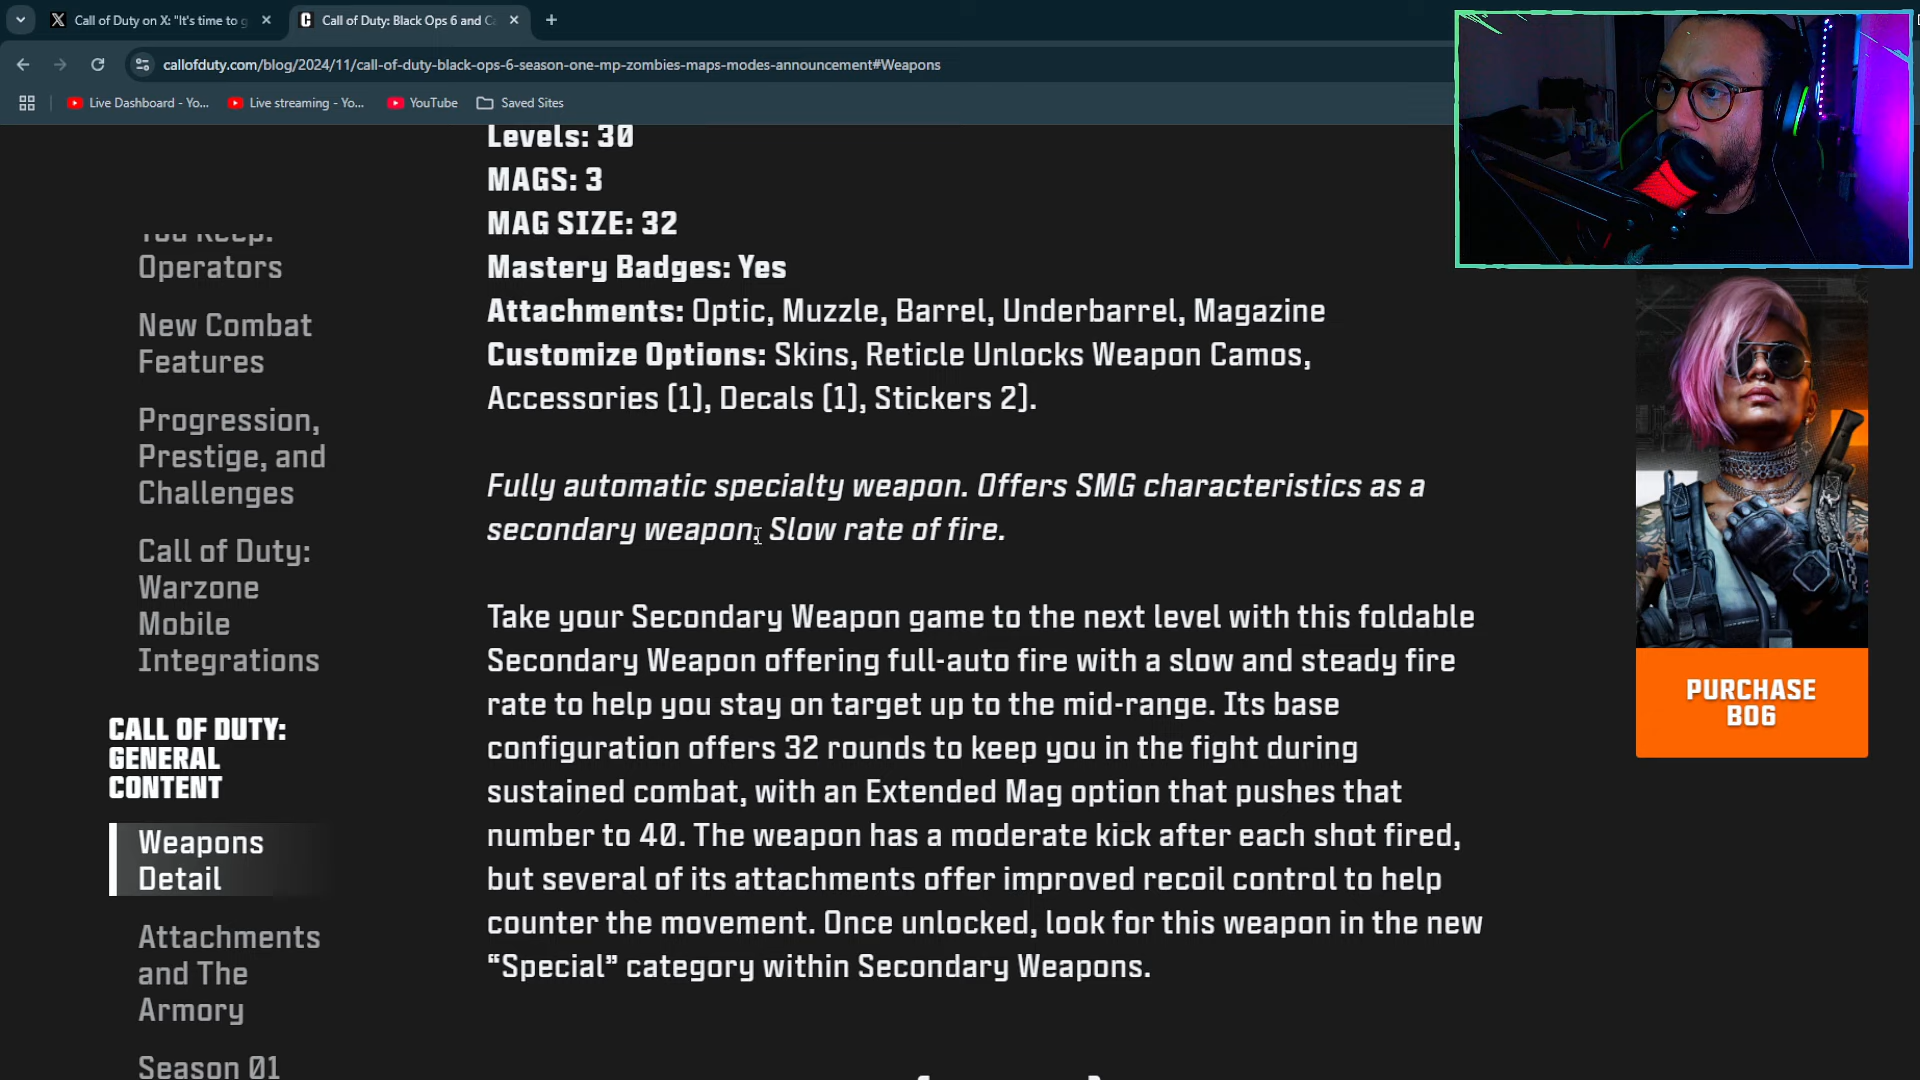 Call of Duty on X: "It's time to g
Call of Duty: Black Ops 6 and C
callofduty.com/blog/2024/11/call-of-duty-black-ops-6-season-one-mp-zombies-maps-modes-announcement#Weapons
Live Dashboard - Yo...
Live streaming - Yo...
YouTube
Saved Sites
You Keep:
Operators
New Combat
Features
Progression,
Prestige, and
Challenges
Call of Duty:
Warzone
Mobile
Integrations
CALL OF DUTY:
GENERAL
CONTENT
Weapons
Detail
Attachments
and The
Armory
Season 01
Levels: 30
MAGS: 3
MAG SIZE: 32
Mastery Badges: Yes
Attachments: Optic, Muzzle, Barrel, Underbarrel, Magazine
Customize Options: Skins, Reticle Unlocks Weapon Camos,
Accessories (1), Decals (1), Stickers 2).
Fully automatic specialty weapon. Offers SMG characteristics as a
secondary weapon. Slow rate of fire.
Take your Secondary Weapon game to the next level with this foldable
Secondary Weapon offering full-auto fire with a slow and steady fire
rate to help you stay on target up to the mid-range. Its base
configuration offers 32 rounds to keep you in the fight during
sustained combat, with an Extended Mag option that pushes that
number to 40. The weapon has a moderate kick after each shot fired,
but several of its attachments offer improved recoil control to help
counter the movement. Once unlocked, look for this weapon in the new
“Special” category within Secondary Weapons.
PURCHASE
BO6